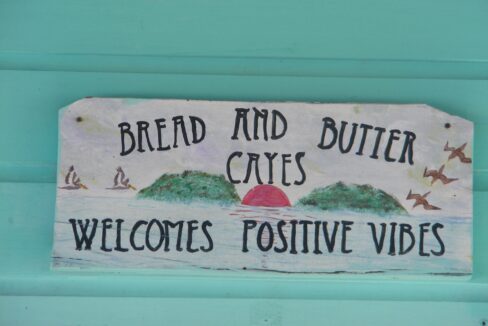 BREAD AND BUTTER
CAYES
WELCOMES POSITIVE VIBES